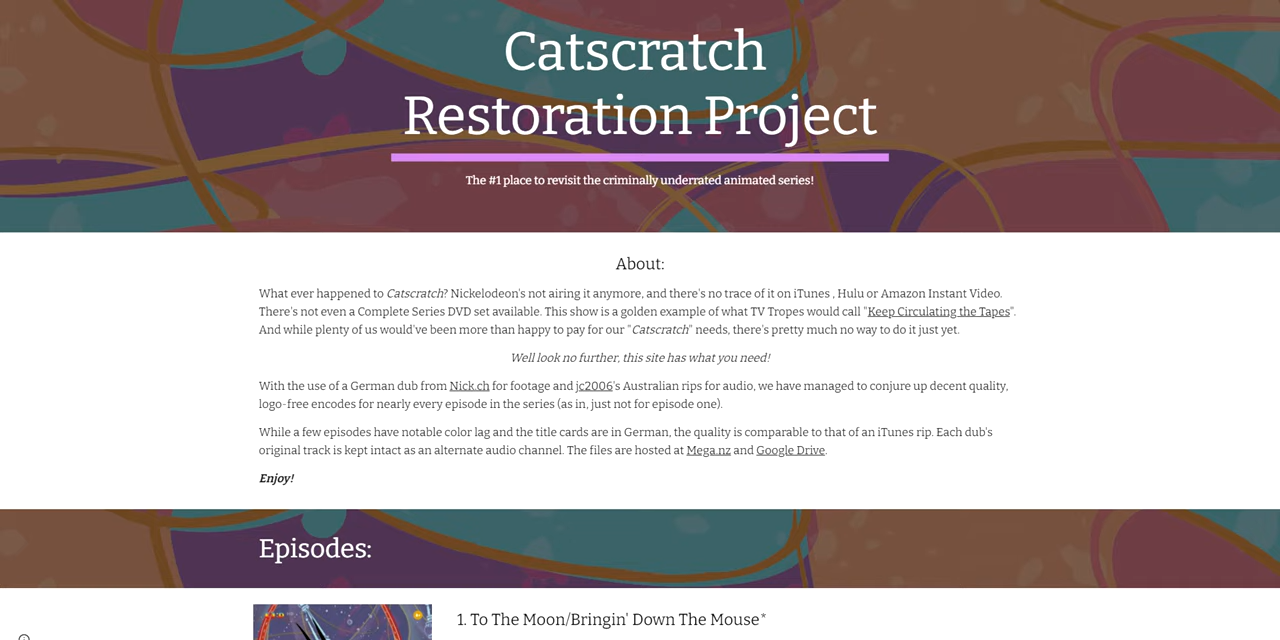 Catscratch
Restoration Project
The #1 place to revisit the criminally underrated animated series!
About:
What ever happened to Catscratch? Nickelodeon's not airing it anymore, and there's no trace of it on iTunes , Hulu or Amazon Instant Video.
There's not even a Complete Series DVD set available. This show is a golden example of what TV Tropes would call "Keep Circulating the Tapes".
And while plenty of us would've been more than happy to pay for our "Catscratch" needs, there's pretty much no way to do it just yet.
Well look no further, this site has what you need!
With the use of a German dub from Nick.ch for footage and jc2006's Australian rips for audio, we have managed to conjure up decent quality,
logo-free encodes for nearly every episode in the series (as in, just not for episode one).
While a few episodes have notable color lag and the title cards are in German, the quality is comparable to that of an iTunes rip. Each dub's
original track is kept intact as an alternate audio channel. The files are hosted at Mega.nz and Google Drive.
Enjoy!
Episodes:
1. To The Moon/Bringin' Down The Mouse*